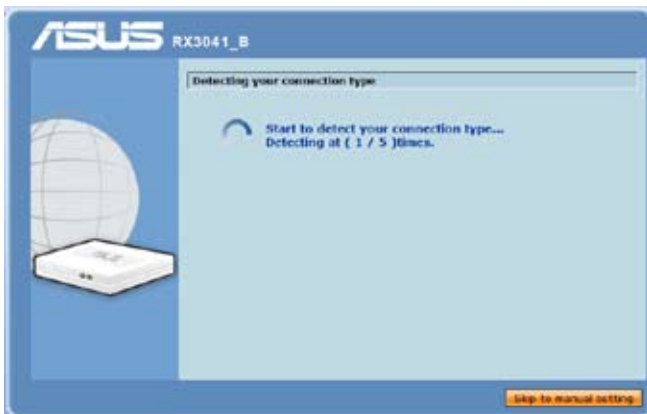 ASUS RX3041_B
Detecting your connection type
Start to detect your connection type...
Detecting at ( 1 / 5 )times.
ASUS
Skip to manual setting